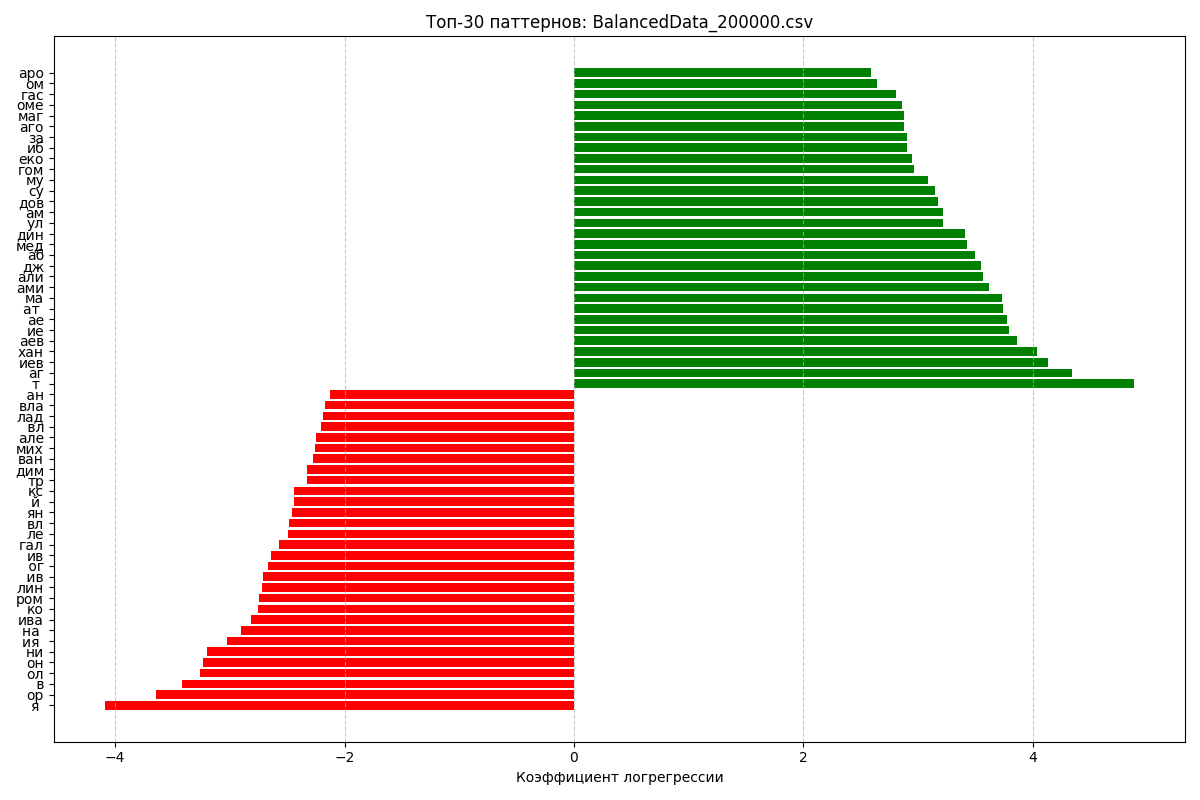 Топ-30 паттернов: BalancedData_200000.csv
аро
ом
гас
оме
маг
аго
за
иб
еко
гом
му
су
дов
ам
ул
дин
мед
аб
дж
али
ами
ма
ат
ае
ие
аев
хан
иев
аг
т
ан
вла
лад
вл
але
мих
ван
дим
тр
кс
й
ян
вл
ле
гал
ив
ог
ив
лин
ром
ко
ива
на
ия
ни
он
ол
в
ор
я
−4 −2 0 2 4
Коэффициент логрегрессии